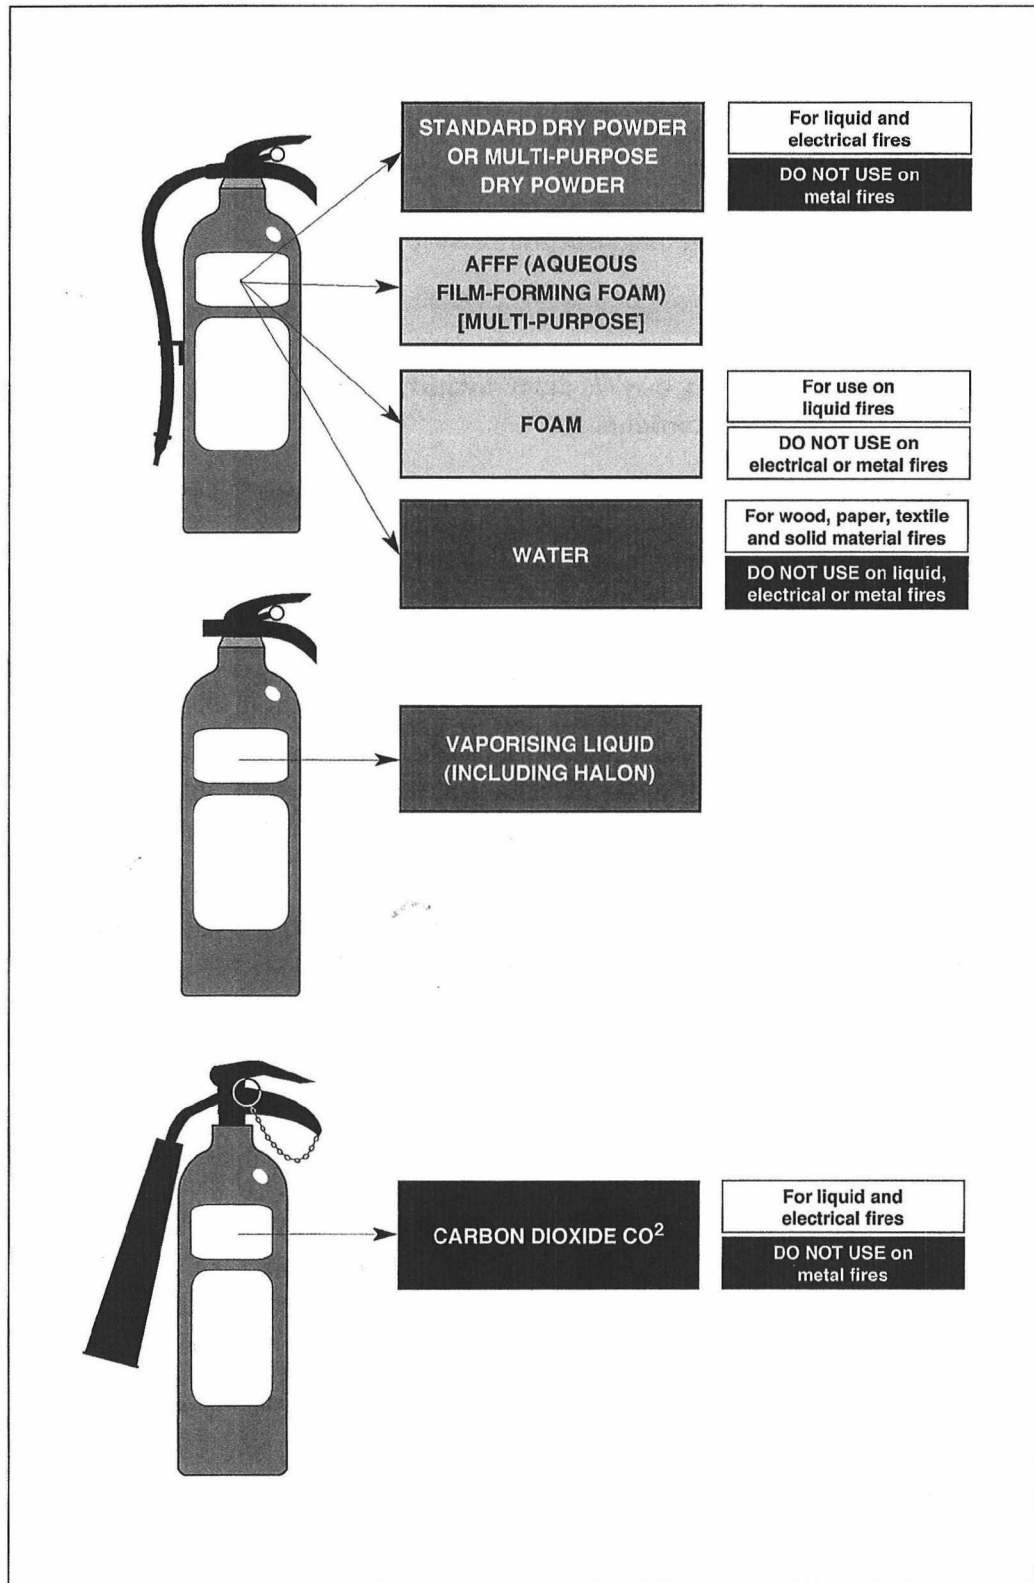 STANDARD DRY POWDER
OR MULTI-PURPOSE
DRY POWDER
For liquid and
electrical fires
DO NOT USE on
metal fires
AFFF (AQUEOUS
FILM-FORMING FOAM)
[MULTI-PURPOSE]
FOAM
For use on
liquid fires
DO NOT USE on
electrical or metal fires
WATER
For wood, paper, textile
and solid material fires
DO NOT USE on liquid,
electrical or metal fires
VAPORISING LIQUID
(INCLUDING HALON)
CARBON DIOXIDE CO²
For liquid and
electrical fires
DO NOT USE on
metal fires